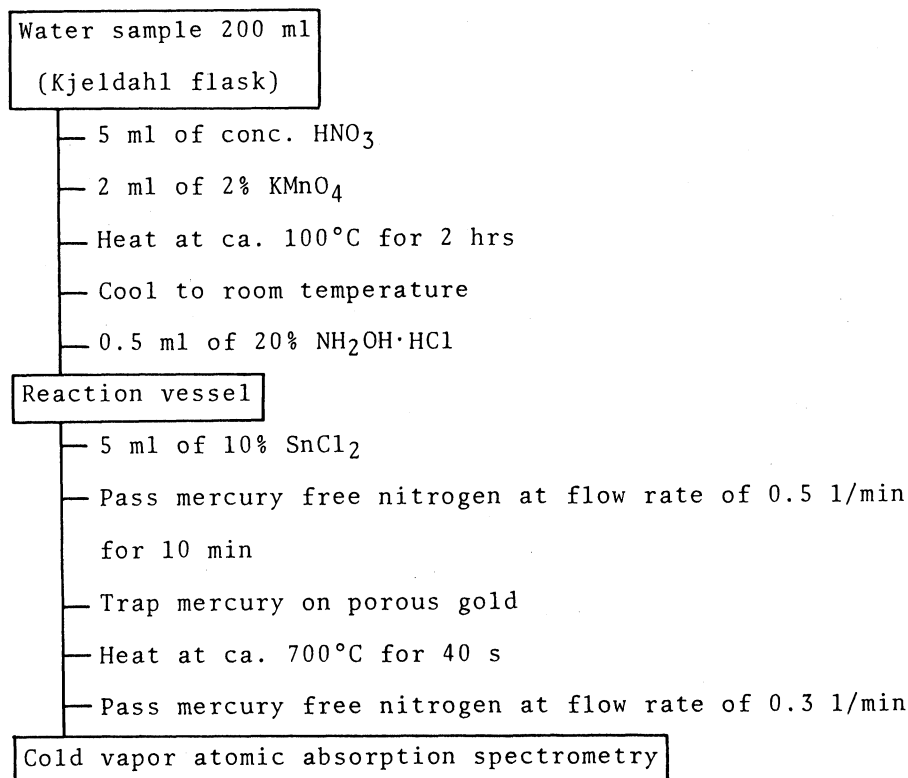 Water sample 200 ml
(Kjeldahl flask)
5 ml of conc. HNO₃
2 ml of 2% KMnO₄
Heat at ca. 100°C for 2 hrs
Cool to room temperature
0.5 ml of 20% NH₂OH·HCl
Reaction vessel
5 ml of 10% SnCl₂
Pass mercury free nitrogen at flow rate of 0.5 l/min
for 10 min
Trap mercury on porous gold
Heat at ca. 700°C for 40 s
Pass mercury free nitrogen at flow rate of 0.3 l/min
Cold vapor atomic absorption spectrometry